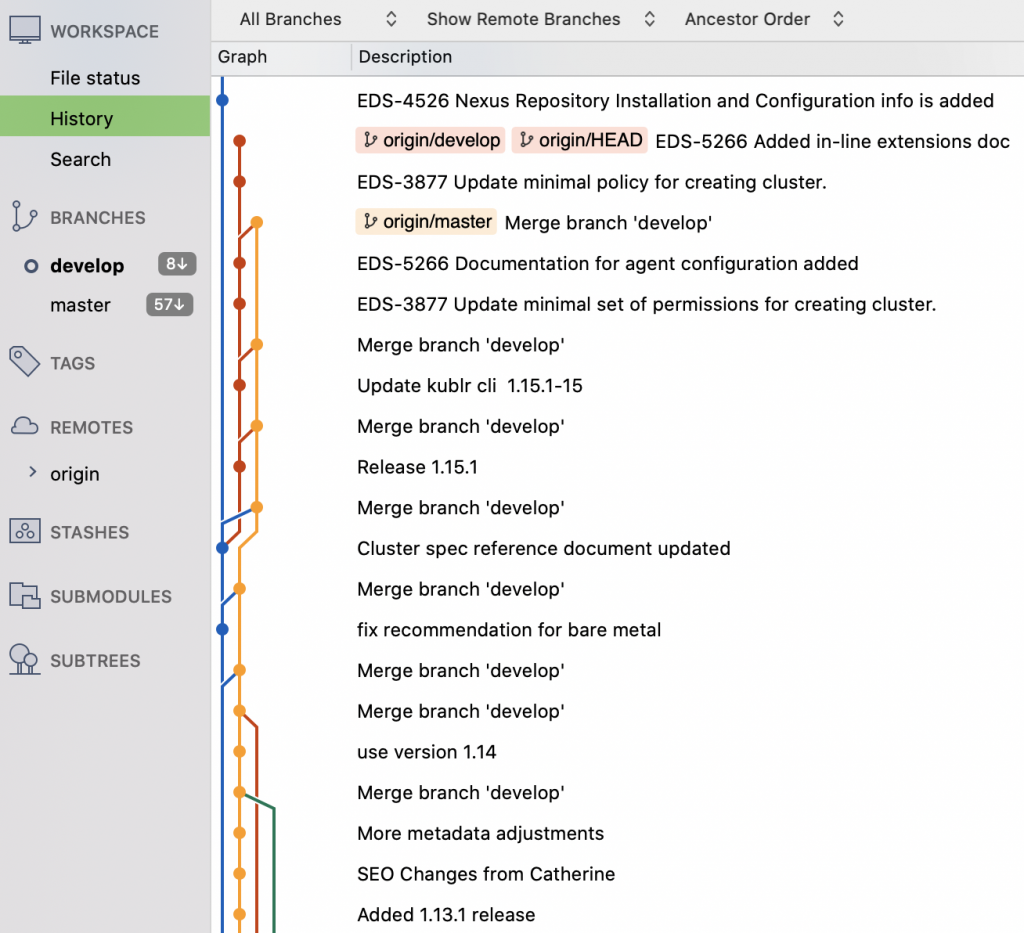 WORKSPACE
File status
History
Search
BRANCHES
develop 8↓
master 57↓
TAGS
REMOTES
origin
STASHES
SUBMODULES
SUBTREES
All Branches Show Remote Branches Ancestor Order
Graph Description
EDS-4526 Nexus Repository Installation and Configuration info is added
origin/develop origin/HEAD EDS-5266 Added in-line extensions doc
EDS-3877 Update minimal policy for creating cluster.
origin/master Merge branch 'develop'
EDS-5266 Documentation for agent configuration added
EDS-3877 Update minimal set of permissions for creating cluster.
Merge branch 'develop'
Update kublr cli  1.15.1-15
Merge branch 'develop'
Release 1.15.1
Merge branch 'develop'
Cluster spec reference document updated
Merge branch 'develop'
fix recommendation for bare metal
Merge branch 'develop'
Merge branch 'develop'
use version 1.14
Merge branch 'develop'
More metadata adjustments
SEO Changes from Catherine
Added 1.13.1 release